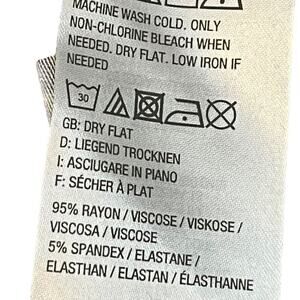 MACHINE WASH COLD. ONLY
NON-CHLORINE BLEACH WHEN
NEEDED. DRY FLAT. LOW IRON IF
NEEDED
30
GB: DRY FLAT
D: LIEGEND TROCKNEN
I: ASCIUGARE IN PIANO
F: SÉCHER À PLAT
95% RAYON / VISCOSE / VISKOSE /
VISCOSA / VISCOSE
5% SPANDEX / ELASTANE /
ELASTHAN / ELASTAN / ÉLASTHANNE